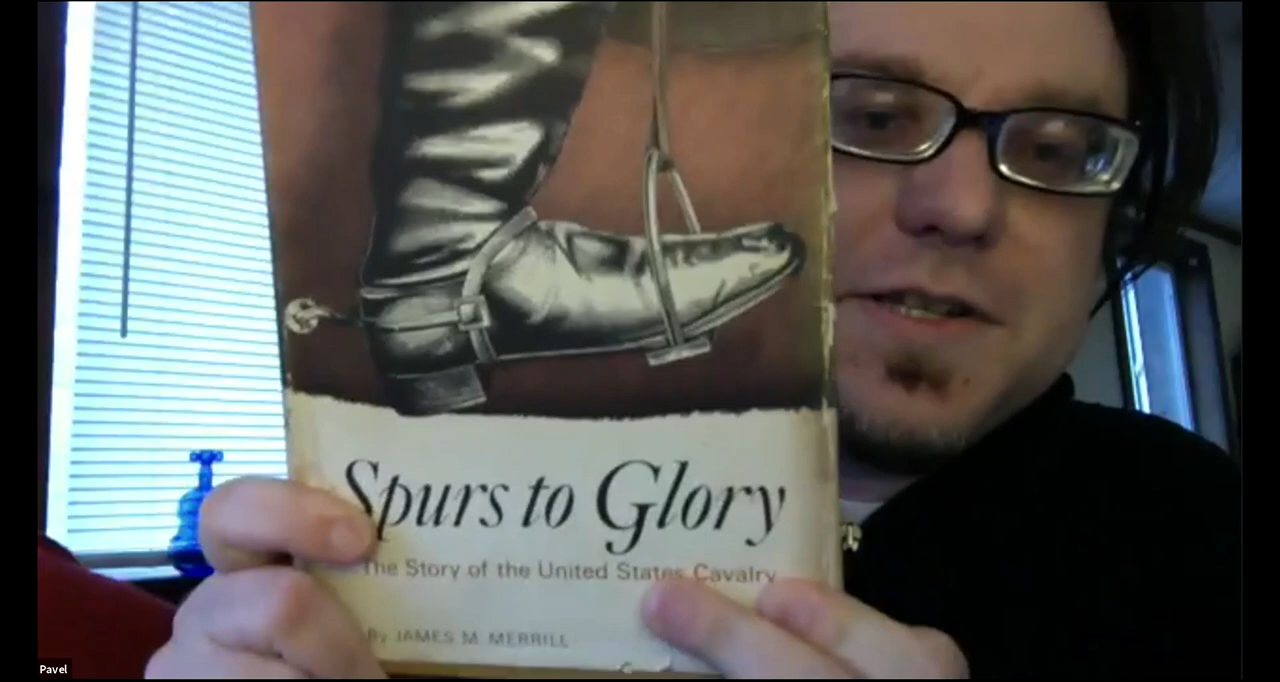 Spurs to Glory
The Story of the United States Cavalry
By JAMES M. MERRILL
Pavel